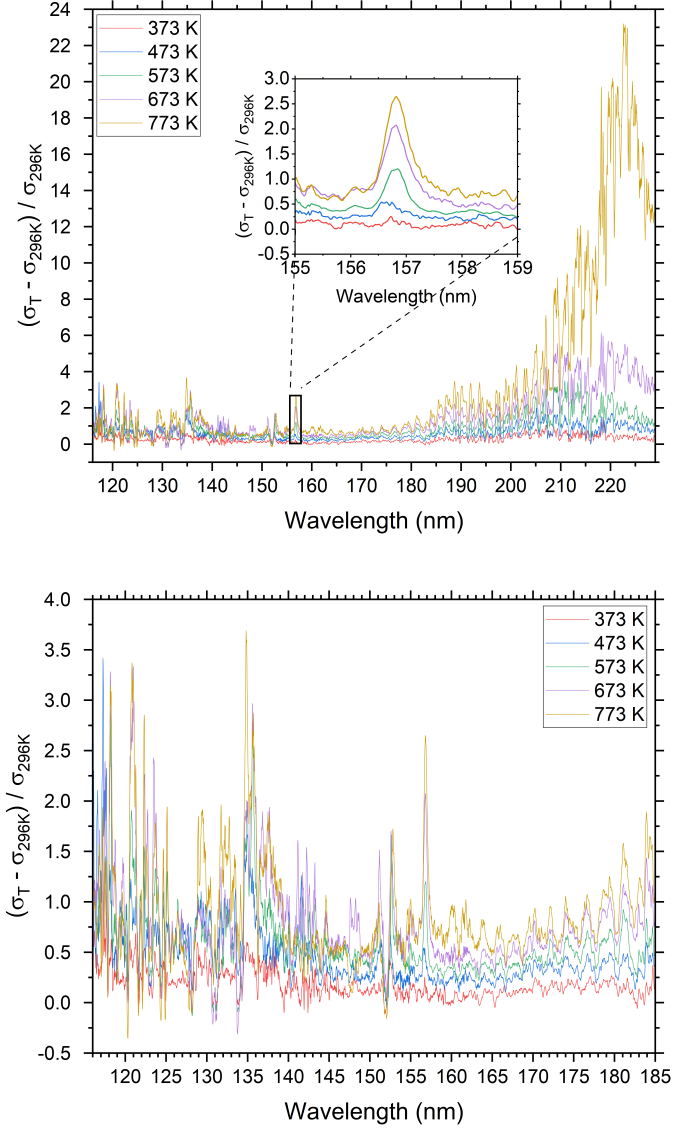 24
22
20
18
16
14
12
10
8
6
4
2
0
(σT - σ296K) / σ296K
373 K
473 K
573 K
673 K
773 K
3.0
2.5
2.0
1.5
1.0
0.5
0.0
-0.5
(σT - σ296K) / σ296K
155 156 157 158 159
Wavelength (nm)
120 130 140 150 160 170 180 190 200 210 220
Wavelength (nm)
4.0
3.5
3.0
2.5
2.0
1.5
1.0
0.5
0.0
-0.5
(σT - σ296K) / σ296K
373 K
473 K
573 K
673 K
773 K
120 125 130 135 140 145 150 155 160 165 170 175 180 185
Wavelength (nm)